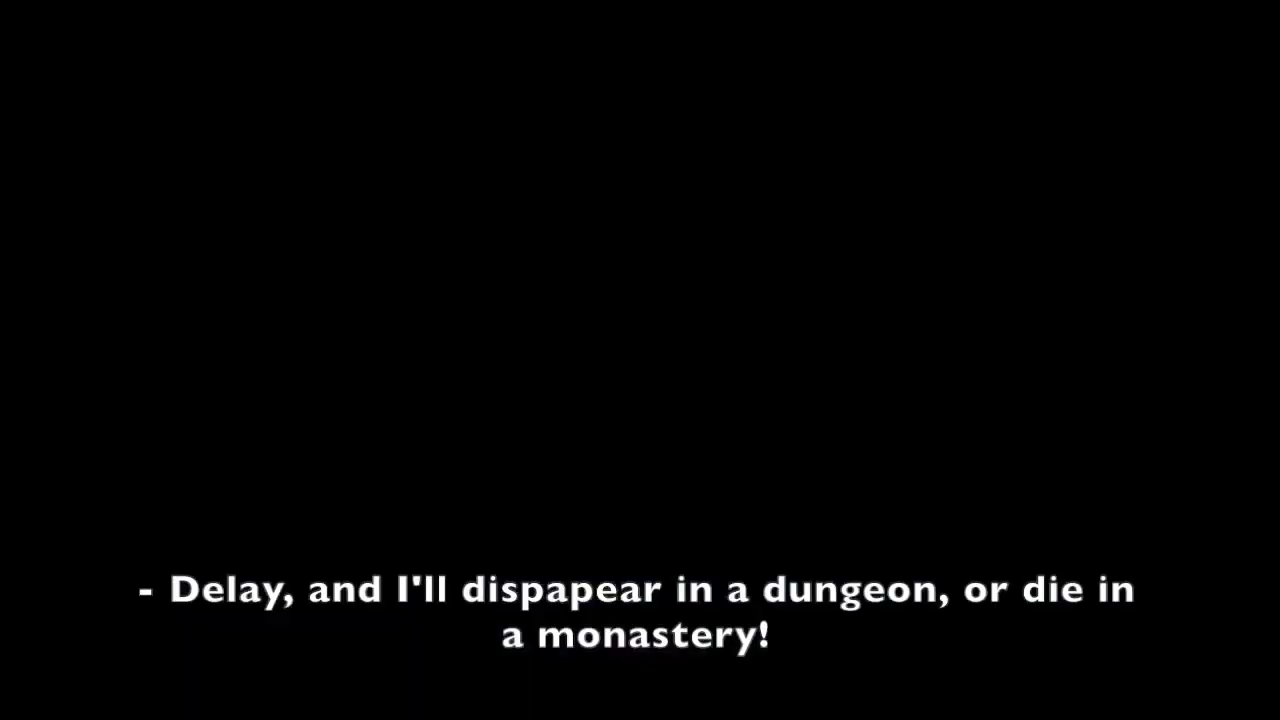 - Delay, and I'll dispapear in a dungeon, or die in
a monastery!